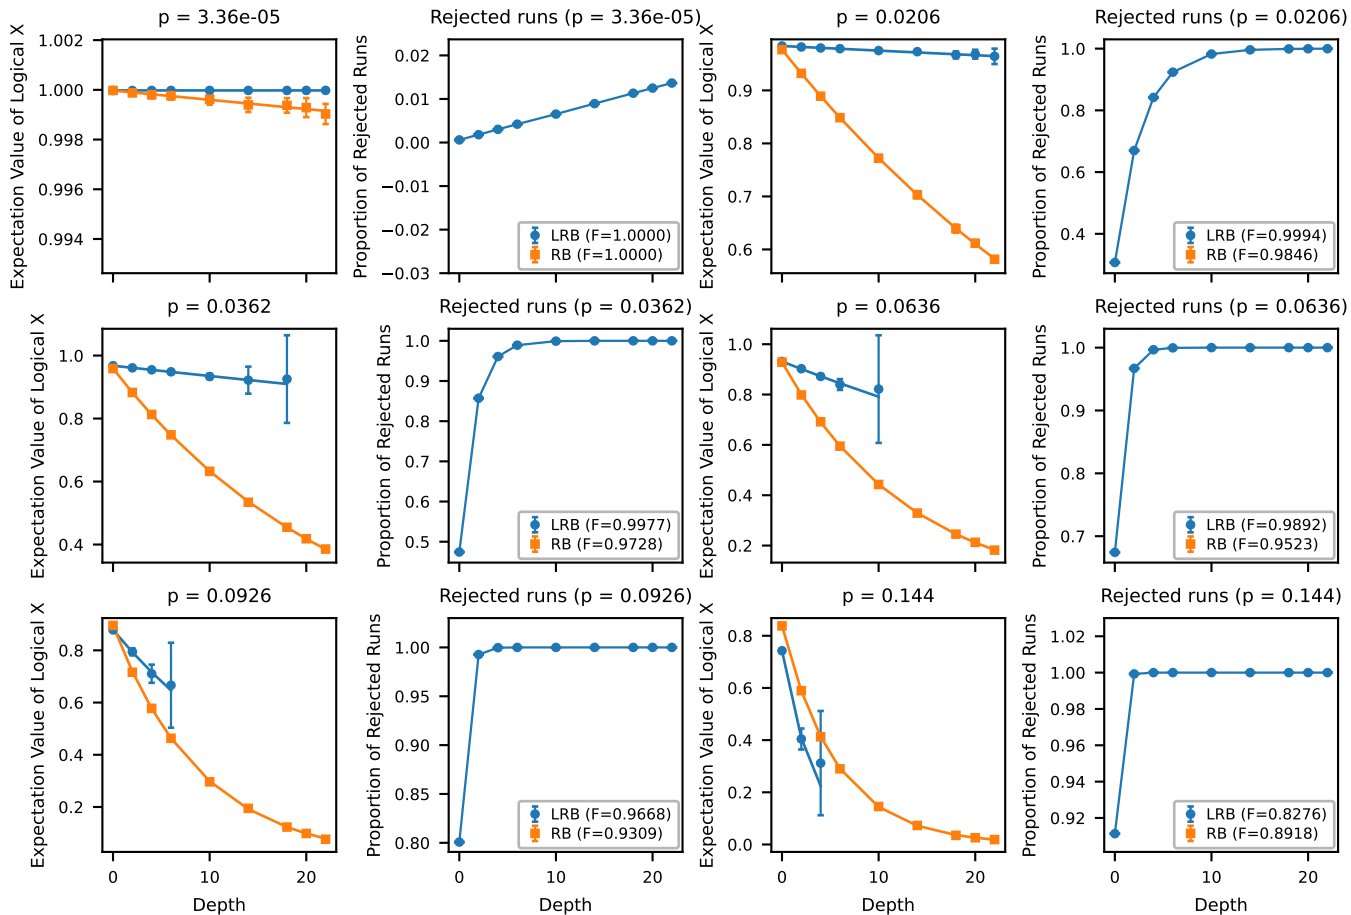 p = 3.36e-05
Expectation Value of Logical X
1.002
1.000
0.998
0.996
0.994
Rejected runs (p = 3.36e-05)
Proportion of Rejected Runs
0.02
0.01
0.00
−0.01
−0.02
−0.03
LRB (F=1.0000)
RB (F=1.0000)
p = 0.0206
Expectation Value of Logical X
0.9
0.8
0.7
0.6
Rejected runs (p = 0.0206)
Proportion of Rejected Runs
1.0
0.8
0.6
0.4
LRB (F=0.9994)
RB (F=0.9846)
p = 0.0362
Expectation Value of Logical X
1.0
0.8
0.6
0.4
Rejected runs (p = 0.0362)
Proportion of Rejected Runs
1.0
0.9
0.8
0.7
0.6
0.5
LRB (F=0.9977)
RB (F=0.9728)
p = 0.0636
Expectation Value of Logical X
1.0
0.8
0.6
0.4
0.2
Rejected runs (p = 0.0636)
Proportion of Rejected Runs
1.0
0.9
0.8
0.7
LRB (F=0.9892)
RB (F=0.9523)
p = 0.0926
Expectation Value of Logical X
0.8
0.6
0.4
0.2
0
10
20
Depth
Rejected runs (p = 0.0926)
Proportion of Rejected Runs
1.00
0.95
0.90
0.85
0.80
LRB (F=0.9668)
RB (F=0.9309)
0
10
20
Depth
p = 0.144
Expectation Value of Logical X
0.8
0.6
0.4
0.2
0.0
0
10
20
Depth
Rejected runs (p = 0.144)
Proportion of Rejected Runs
1.02
1.00
0.98
0.96
0.94
0.92
LRB (F=0.8276)
RB (F=0.8918)
0
10
20
Depth